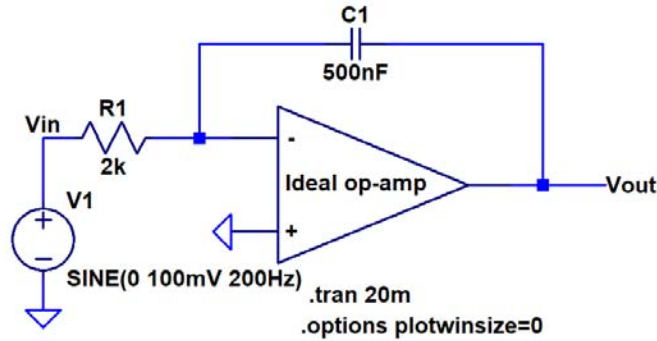 C1
500nF
R1
Vin
2k
-
Ideal op-amp
Vout
V1
+
+
-
SINE(0 100mV 200Hz)
.tran 20m
.options plotwinsize=0